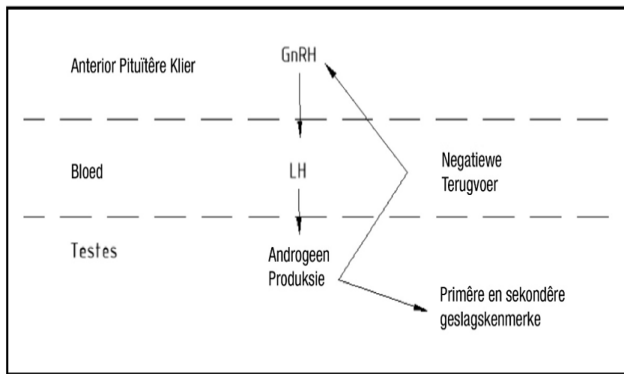 Anterior Pituïtêre Klier
GnRH
Bloed
LH
Negatiewe
Terugvoer
Testes
Androgeen
Produksie
Primêre en sekondêre
geslagskenmerke